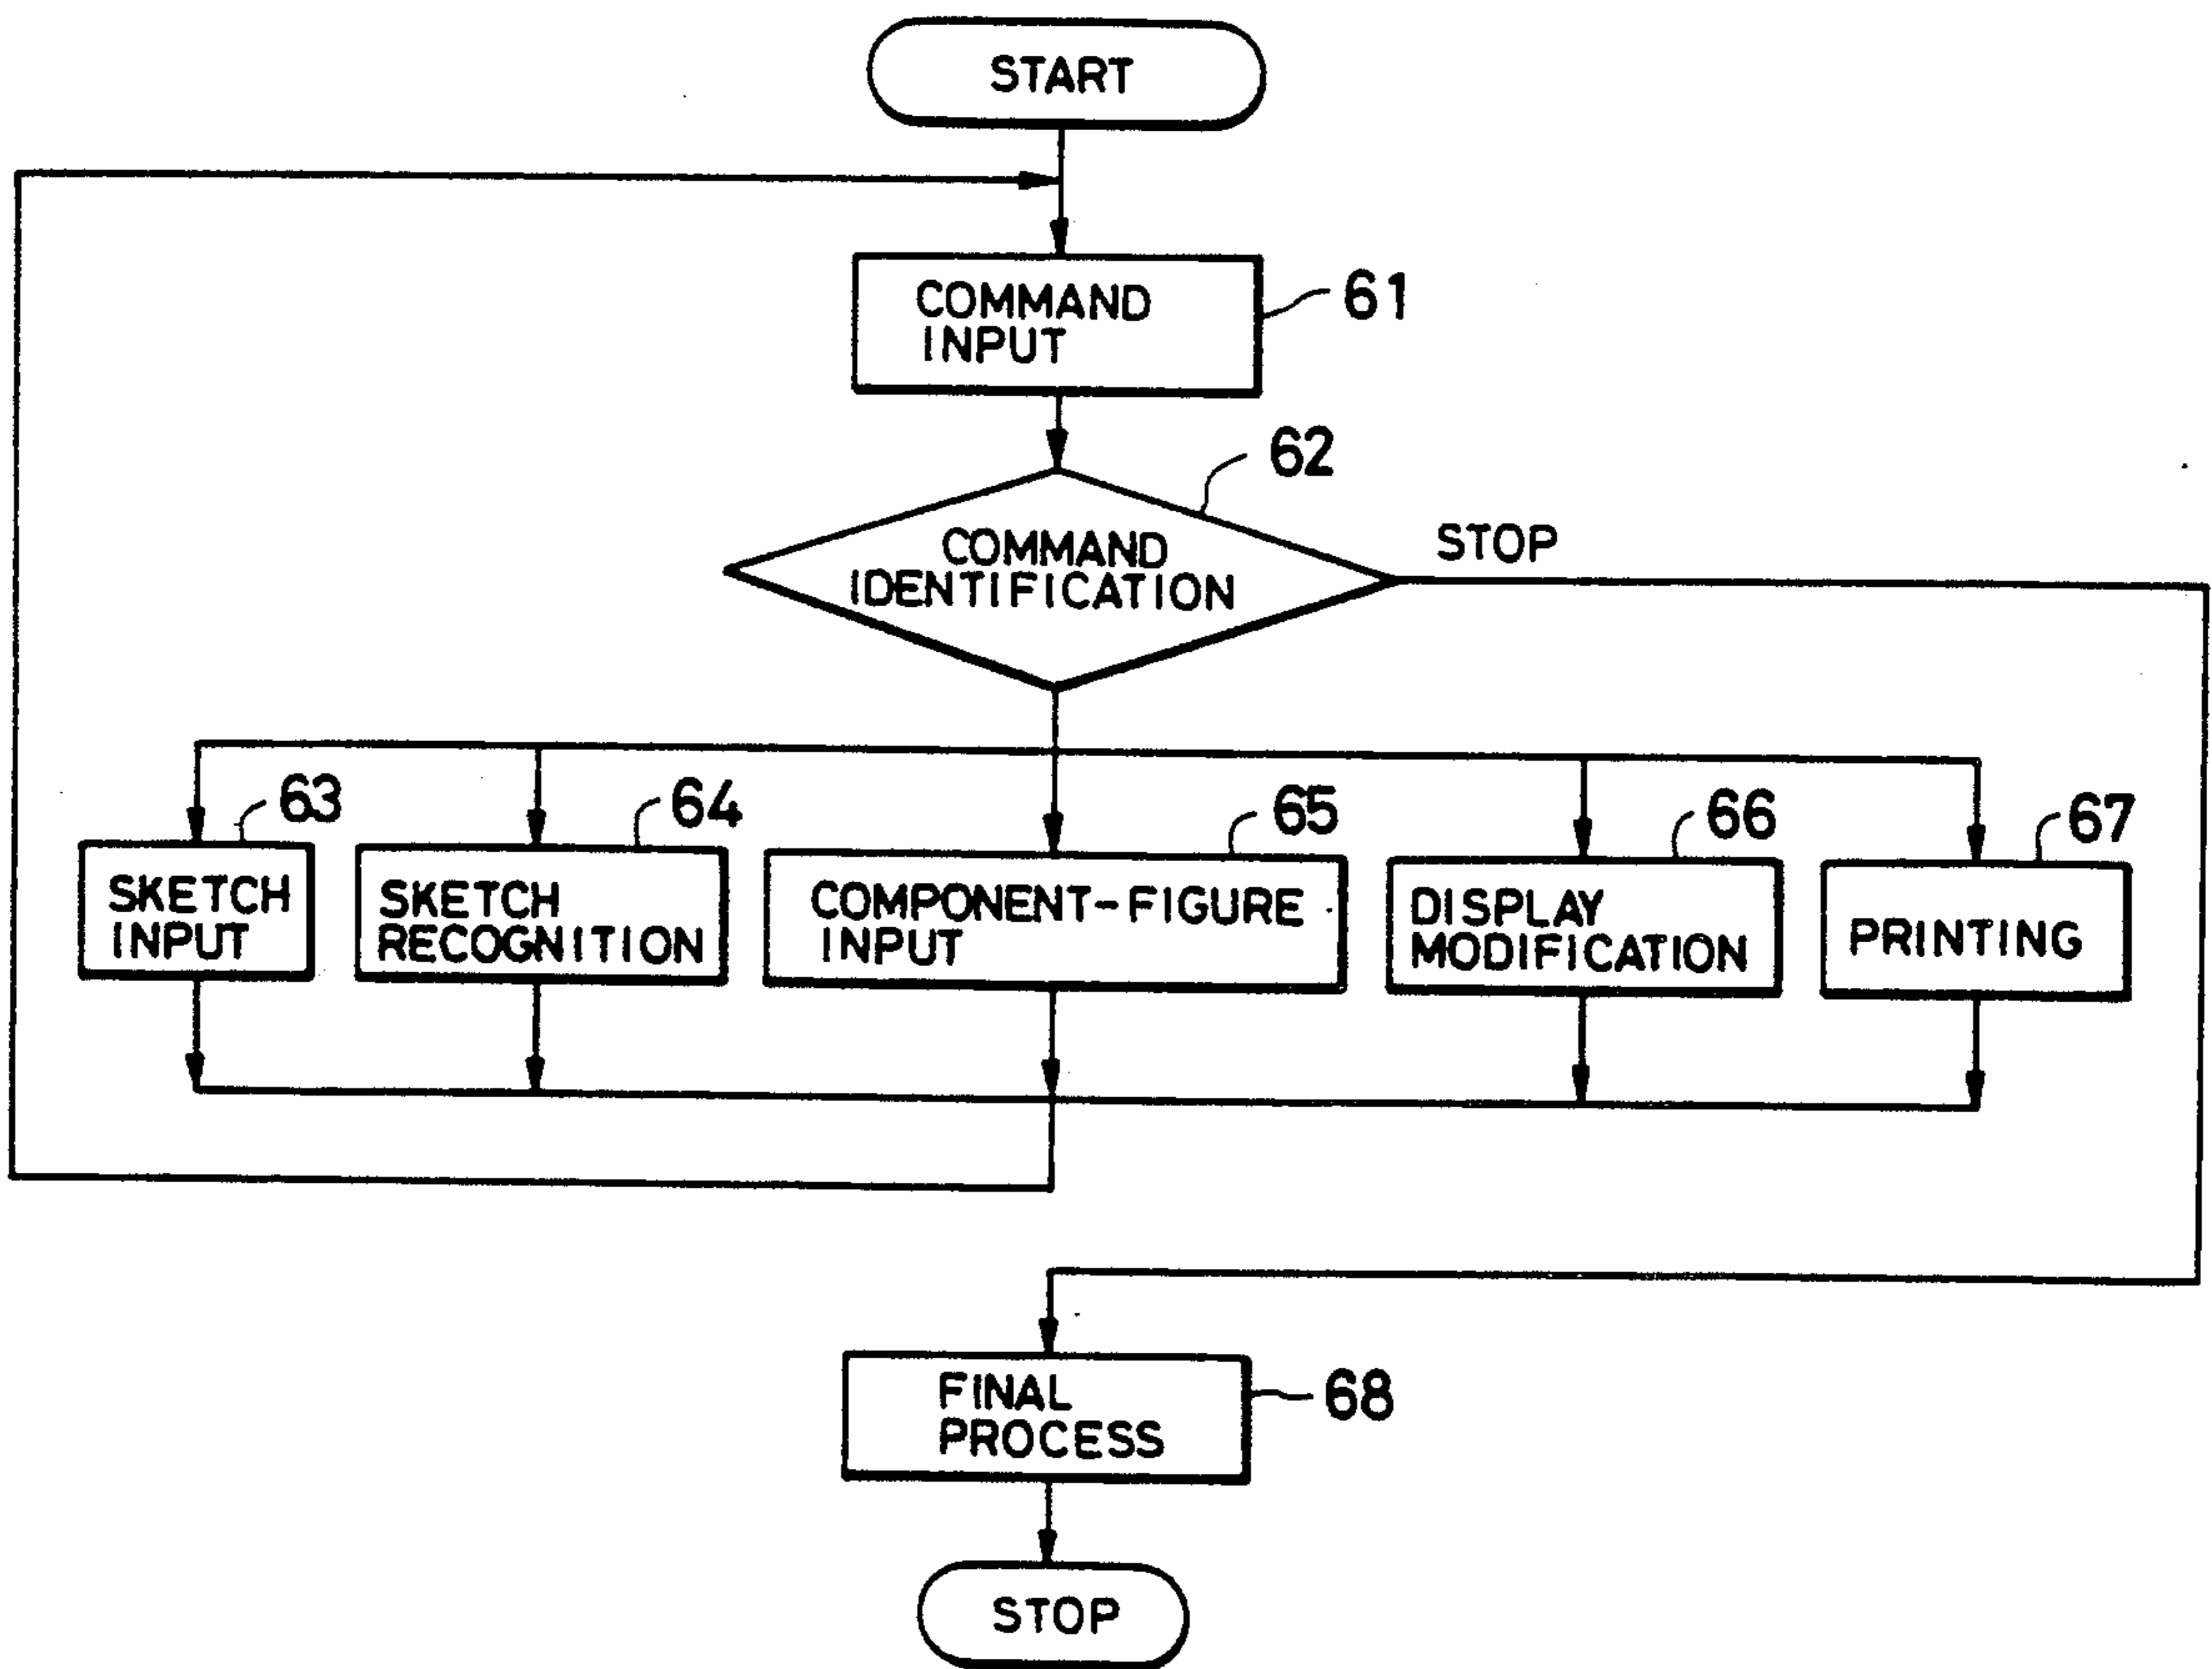 START
COMMAND
INPUT
61
62
COMMAND
IDENTIFICATION
STOP
63
SKETCH
INPUT
64
SKETCH
RECOGNITION
65
COMPONENT-FIGURE
INPUT
66
DISPLAY
MODIFICATION
67
PRINTING
FINAL
PROCESS
68
STOP